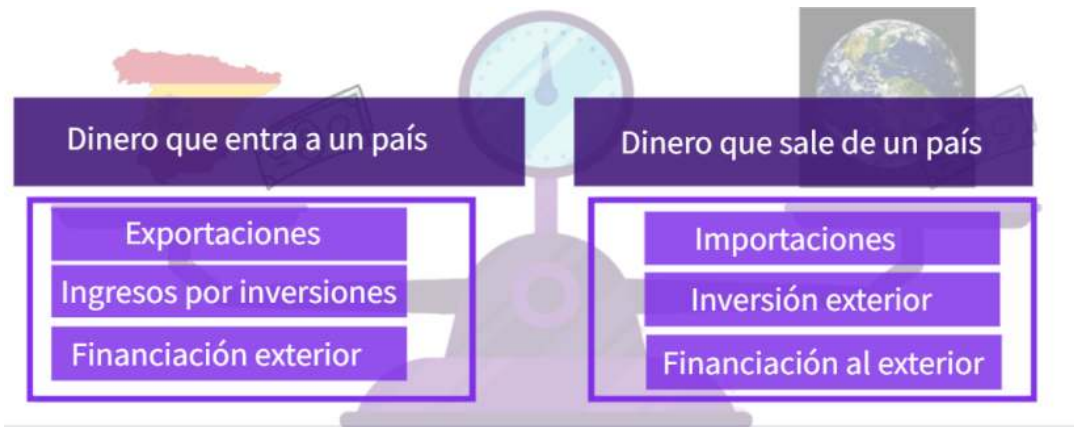 Dinero que entra a un país
Exportaciones
Ingresos por inversiones
Financiación exterior
Dinero que sale de un país
Importaciones
Inversión exterior
Financiación al exterior